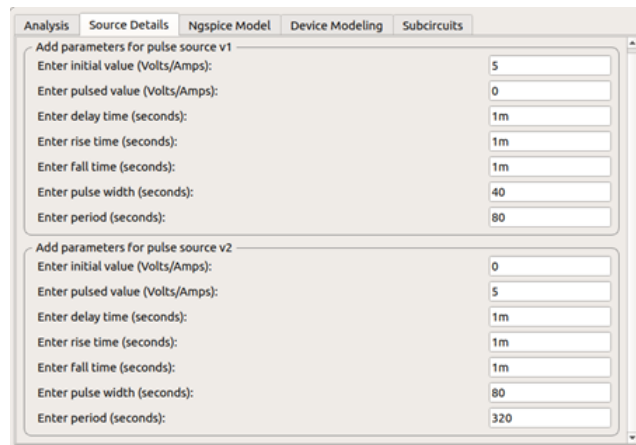 Analysis Source Details Ngspice Model Device Modeling Subcircuits
Add parameters for pulse source v1
Enter initial value (Volts/Amps): 5
Enter pulsed value (Volts/Amps): 0
Enter delay time (seconds): 1m
Enter rise time (seconds): 1m
Enter fall time (seconds): 1m
Enter pulse width (seconds): 40
Enter period (seconds): 80
Add parameters for pulse source v2
Enter initial value (Volts/Amps): 0
Enter pulsed value (Volts/Amps): 5
Enter delay time (seconds): 1m
Enter rise time (seconds): 1m
Enter fall time (seconds): 1m
Enter pulse width (seconds): 80
Enter period (seconds): 320